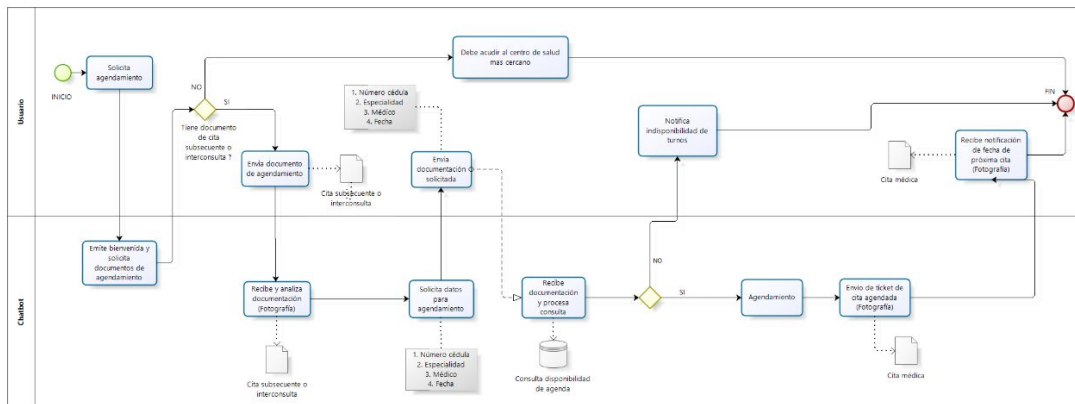 Usuario
Solicita
agendamiento
INICIO
NO
SI
Tiene documento
de cita
subsecuente o
interconsulta ?
Debe acudir al centro de salud
mas cercano
Envía documento
de agendamiento
Cita subsecuente o
interconsulta
1. Número cédula
2. Especialidad
3. Médico
4. Fecha
Envia
documentación
solicitada
Notifica
indisponibilidad de
turnos
FIN
Recibe notificación
de fecha de
próxima cita
(Fotografía)
Cita médica
Chatbot
Emite bienvenida y
solicita
documentos de
agendamiento
Recibe y analiza
documentación
(Fotografía)
Cita subsecuente o
interconsulta
Solicita datos
para
agendamiento
1. Número cédula
2. Especialidad
3. Médico
4. Fecha
Recibe
documentación
y procesa
consulta
Consulta disponibilidad
de agenda
NO
SI
Agendamiento
Envio de ticket de
cita agendada
(Fotografía)
Cita médica